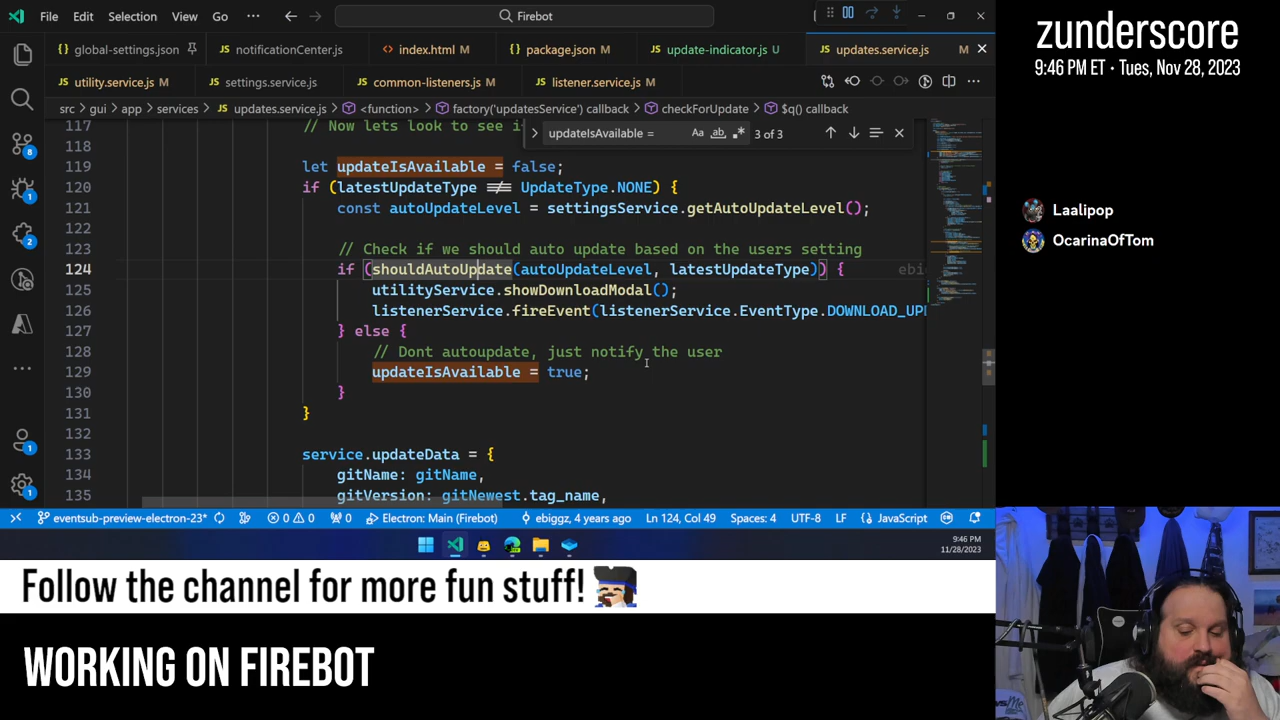 File Edit Selection View Go ··· Firebot
zunderscore
9:46 PM ET · Tues, Nov 28, 2023
global-settings.json notificationCenter.js index.html M package.json M update-indicator.js U updates.service.js M
utility.service.js M settings.service.js common-listeners.js M listener.service.js M
src > gui > app > services > updates.service.js > <function> > factory('updatesService') callback > checkForUpdate > $q() callback
updateIsAvailable = Aa ab 3 of 3
117 // Now lets look to see i
118
119 let updateIsAvailable = false;
120 if (latestUpdateType !== UpdateType.NONE) {
121 const autoUpdateLevel = settingsService.getAutoUpdateLevel();
122
123 // Check if we should auto update based on the users setting
124 if (shouldAutoUpdate(autoUpdateLevel, latestUpdateType)) { ebi
125 utilityService.showDownloadModal();
126 listenerService.fireEvent(listenerService.EventType.DOWNLOAD_UP
127 } else {
128 // Dont autoupdate, just notify the user
129 updateIsAvailable = true;
130 }
131 }
132
133 service.updateData = {
134 gitName: gitName,
135 gitVersion: gitNewest.tag_name,
8
1
2
1
1
Laalipop
OcarinaOfTom
eventsub-preview-electron-23* 0 0 0 Electron: Main (Firebot) ebiggz, 4 years ago Ln 124, Col 49 Spaces: 4 UTF-8 LF JavaScript
9:46 PM
11/28/2023
Follow the channel for more fun stuff!
WORKING ON FIREBOT